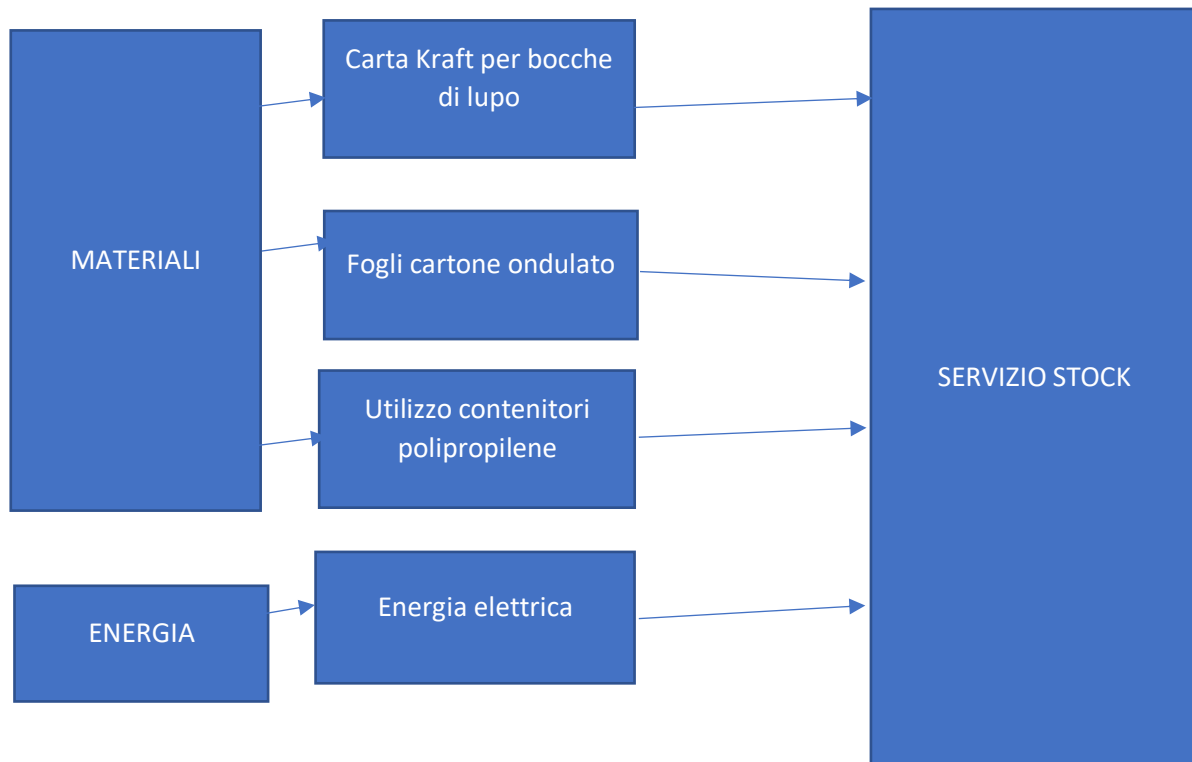 MATERIALI
Carta Kraft per bocche
di lupo
Fogli cartone ondulato
Utilizzo contenitori
polipropilene
ENERGIA
Energia elettrica
SERVIZIO STOCK